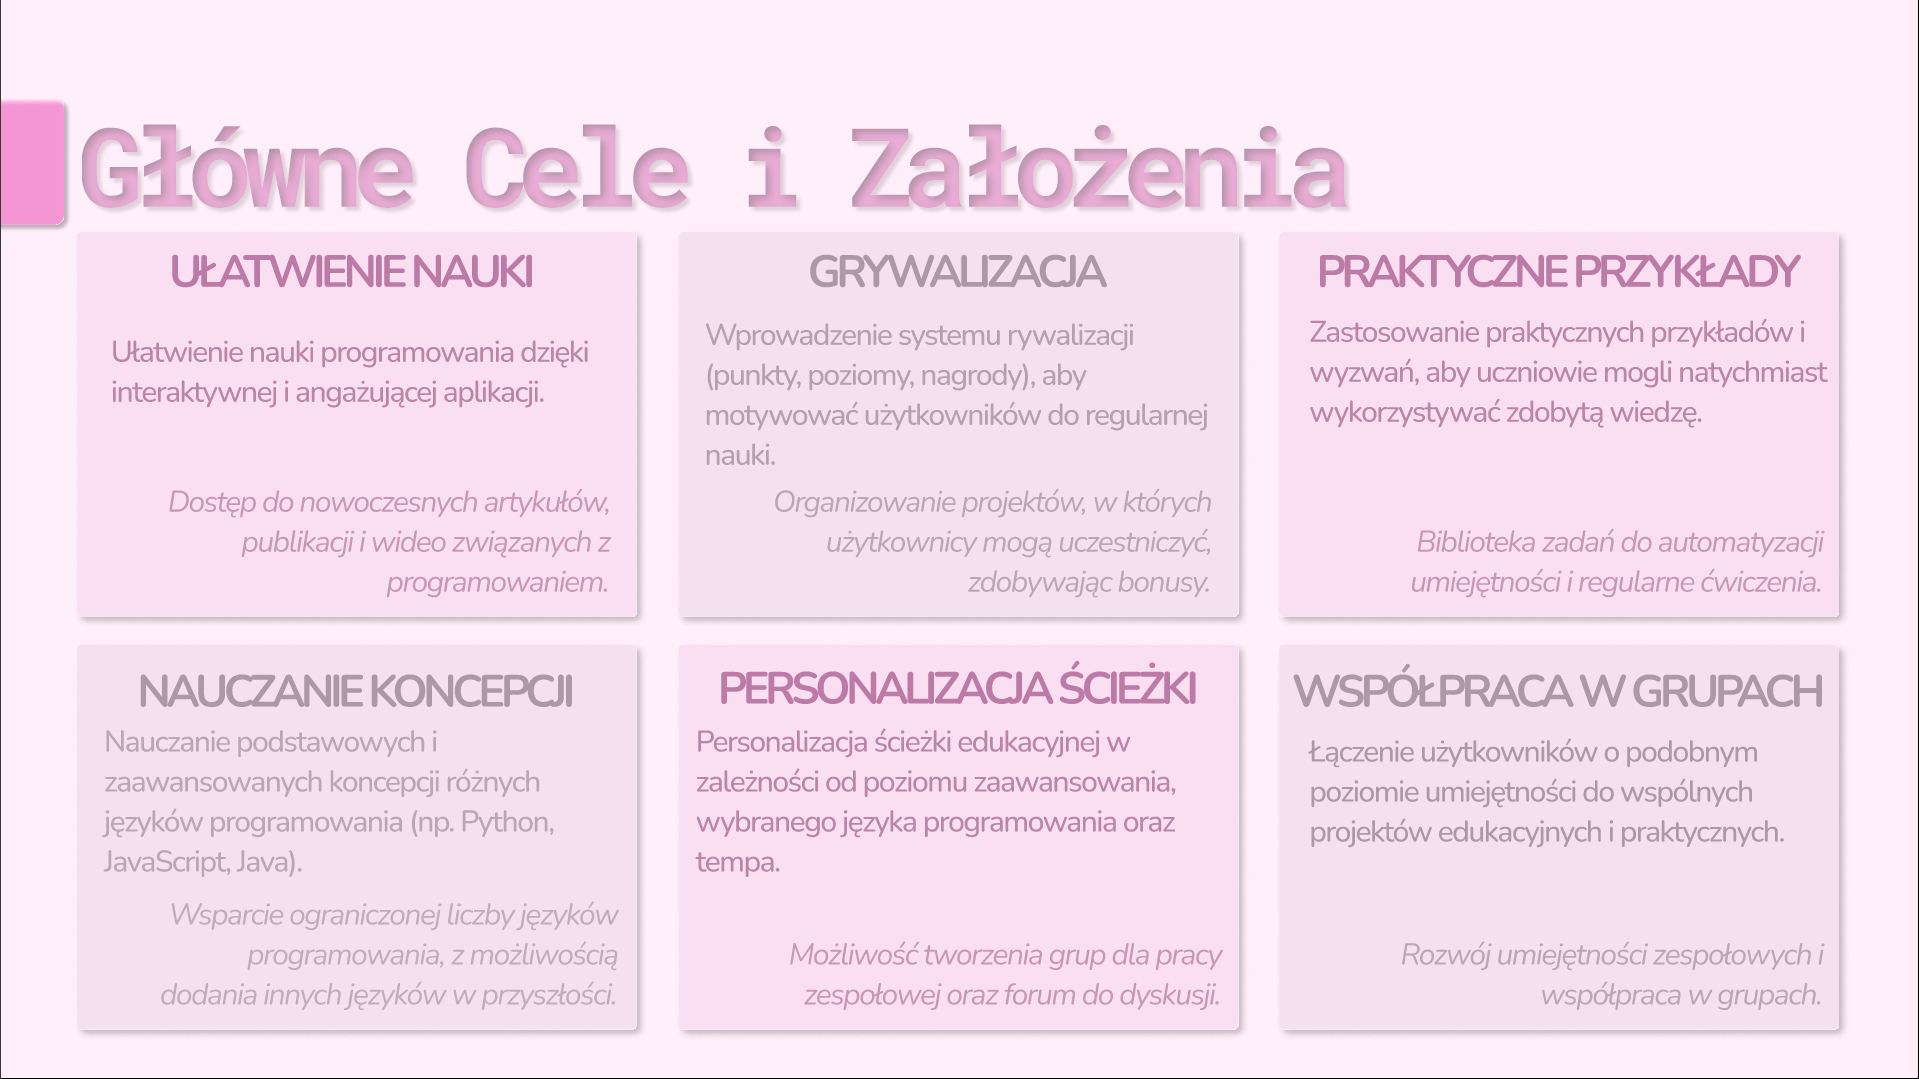 Główne Cele i Założenia
UŁATWIENIE NAUKI
Ułatwienie nauki programowania dzięki
interaktywnej i angażującej aplikacji.
Dostęp do nowoczesnych artykułów,
publikacji i wideo związanych z
programowaniem.
GRYWALIZACJA
Wprowadzenie systemu rywalizacji
(punkty, poziomy, nagrody), aby
motywować użytkowników do regularnej
nauki.
Organizowanie projektów, w których
użytkownicy mogą uczestniczyć,
zdobywając bonusy.
PRAKTYCZNE PRZYKŁADY
Zastosowanie praktycznych przykładów i
wyzwań, aby uczniowie mogli natychmiast
wykorzystywać zdobytą wiedzę.
Biblioteka zadań do automatyzacji
umiejętności i regularne ćwiczenia.
NAUCZANIE KONCEPCJI
Nauczanie podstawowych i
zaawansowanych koncepcji różnych
języków programowania (np. Python,
JavaScript, Java).
Wsparcie ograniczonej liczby języków
programowania, z możliwością
dodania innych języków w przyszłości.
PERSONALIZACJA ŚCIEŻKI
Personalizacja ścieżki edukacyjnej w
zależności od poziomu zaawansowania,
wybranego języka programowania oraz
tempa.
Możliwość tworzenia grup dla pracy
zespołowej oraz forum do dyskusji.
WSPÓŁPRACA W GRUPACH
Łączenie użytkowników o podobnym
poziomie umiejętności do wspólnych
projektów edukacyjnych i praktycznych.
Rozwój umiejętności zespołowych i
współpraca w grupach.